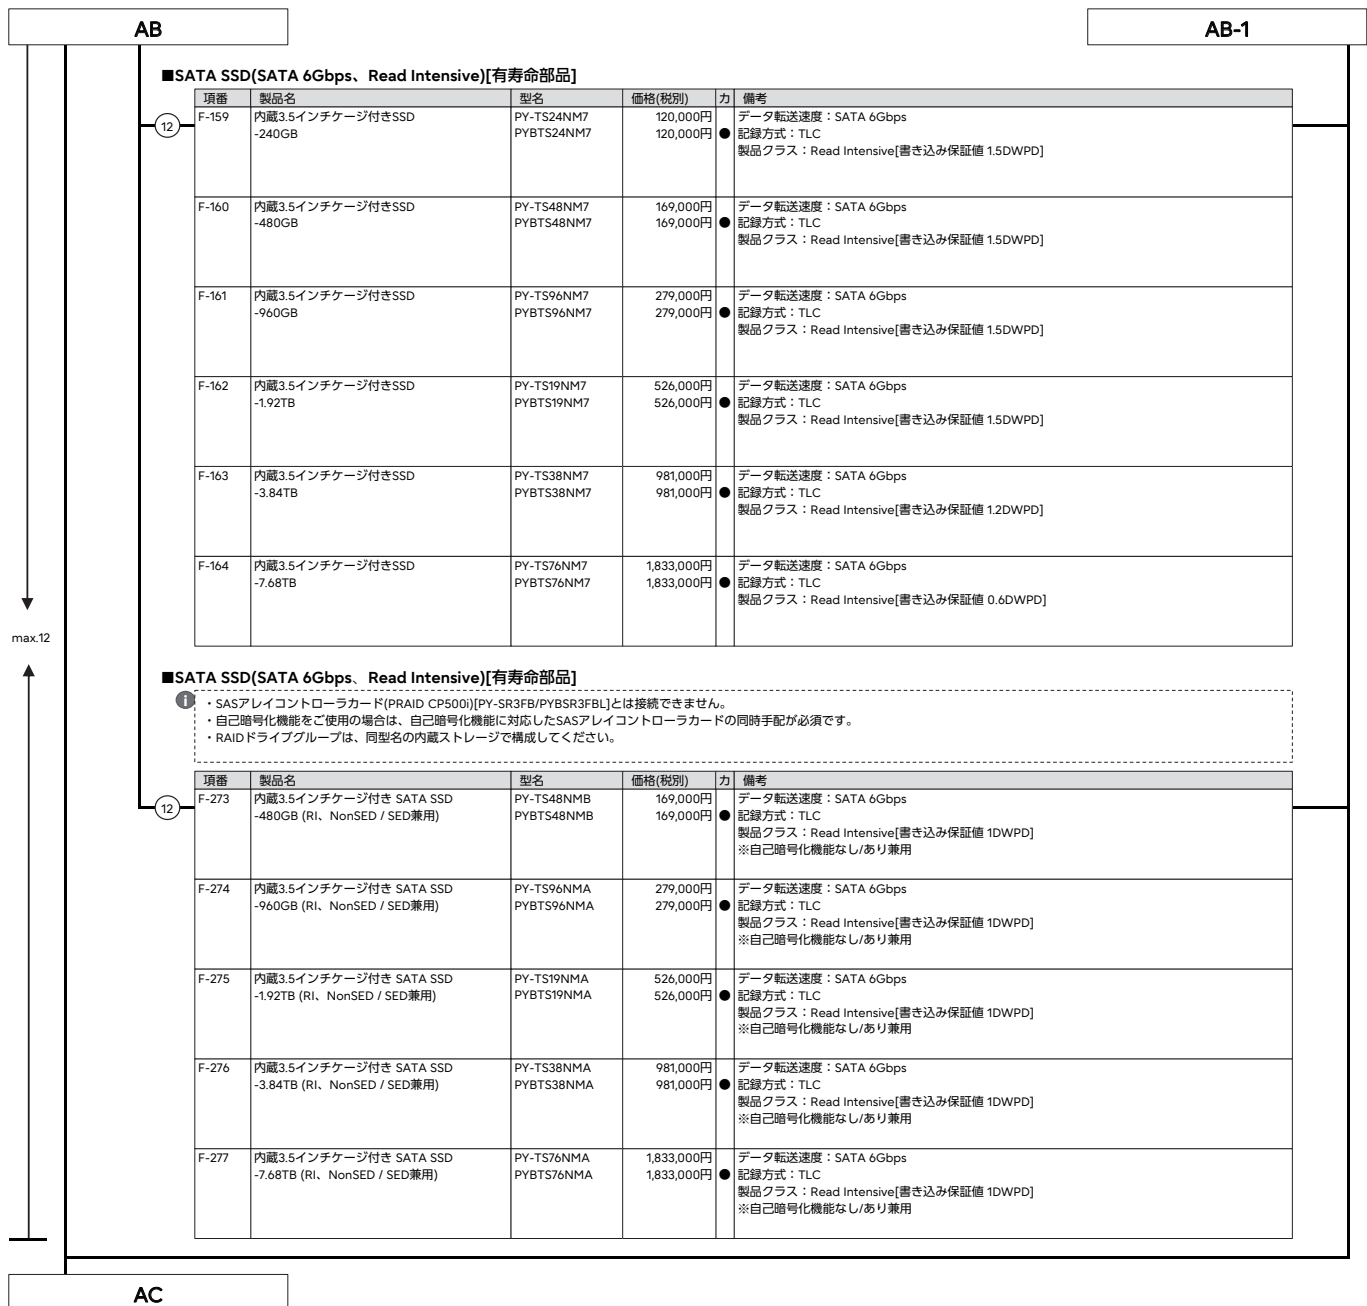 AB
AB-1
■SATA SSD(SATA 6Gbps、Read Intensive)[有寿命部品]
項番 製品名 型名 価格(税別) カ 備考
12
F-159 内蔵3.5インチケージ付きSSD PY-TS24NM7 120,000円 データ転送速度：SATA 6Gbps
-240GB PYBTS24NM7 120,000円 ● 記録方式：TLC
製品クラス：Read Intensive[書き込み保証値 1.5DWPD]
F-160 内蔵3.5インチケージ付きSSD PY-TS48NM7 169,000円 データ転送速度：SATA 6Gbps
-480GB PYBTS48NM7 169,000円 ● 記録方式：TLC
製品クラス：Read Intensive[書き込み保証値 1.5DWPD]
F-161 内蔵3.5インチケージ付きSSD PY-TS96NM7 279,000円 データ転送速度：SATA 6Gbps
-960GB PYBTS96NM7 279,000円 ● 記録方式：TLC
製品クラス：Read Intensive[書き込み保証値 1.5DWPD]
F-162 内蔵3.5インチケージ付きSSD PY-TS19NM7 526,000円 データ転送速度：SATA 6Gbps
-1.92TB PYBTS19NM7 526,000円 ● 記録方式：TLC
製品クラス：Read Intensive[書き込み保証値 1.5DWPD]
F-163 内蔵3.5インチケージ付きSSD PY-TS38NM7 981,000円 データ転送速度：SATA 6Gbps
-3.84TB PYBTS38NM7 981,000円 ● 記録方式：TLC
製品クラス：Read Intensive[書き込み保証値 1.2DWPD]
F-164 内蔵3.5インチケージ付きSSD PY-TS76NM7 1,833,000円 データ転送速度：SATA 6Gbps
-7.68TB PYBTS76NM7 1,833,000円 ● 記録方式：TLC
製品クラス：Read Intensive[書き込み保証値 0.6DWPD]
max.12
■SATA SSD(SATA 6Gbps、Read Intensive)[有寿命部品]
i ・SASアレイコントローラカード(PRAID CP500i)[PY-SR3FB/PYBSR3FBL]とは接続できません。
・自己暗号化機能をご使用の場合は、自己暗号化機能に対応したSASアレイコントローラカードの同時手配が必須です。
・RAIDドライブグループは、同型名の内蔵ストレージで構成してください。
項番 製品名 型名 価格(税別) カ 備考
12
F-273 内蔵3.5インチケージ付き SATA SSD PY-TS48NMB 169,000円 データ転送速度：SATA 6Gbps
-480GB (RI、NonSED / SED兼用) PYBTS48NMB 169,000円 ● 記録方式：TLC
製品クラス：Read Intensive[書き込み保証値 1DWPD]
※自己暗号化機能なし/あり兼用
F-274 内蔵3.5インチケージ付き SATA SSD PY-TS96NMA 279,000円 データ転送速度：SATA 6Gbps
-960GB (RI、NonSED / SED兼用) PYBTS96NMA 279,000円 ● 記録方式：TLC
製品クラス：Read Intensive[書き込み保証値 1DWPD]
※自己暗号化機能なし/あり兼用
F-275 内蔵3.5インチケージ付き SATA SSD PY-TS19NMA 526,000円 データ転送速度：SATA 6Gbps
-1.92TB (RI、NonSED / SED兼用) PYBTS19NMA 526,000円 ● 記録方式：TLC
製品クラス：Read Intensive[書き込み保証値 1DWPD]
※自己暗号化機能なし/あり兼用
F-276 内蔵3.5インチケージ付き SATA SSD PY-TS38NMA 981,000円 データ転送速度：SATA 6Gbps
-3.84TB (RI、NonSED / SED兼用) PYBTS38NMA 981,000円 ● 記録方式：TLC
製品クラス：Read Intensive[書き込み保証値 1DWPD]
※自己暗号化機能なし/あり兼用
F-277 内蔵3.5インチケージ付き SATA SSD PY-TS76NMA 1,833,000円 データ転送速度：SATA 6Gbps
-7.68TB (RI、NonSED / SED兼用) PYBTS76NMA 1,833,000円 ● 記録方式：TLC
製品クラス：Read Intensive[書き込み保証値 1DWPD]
※自己暗号化機能なし/あり兼用
AC